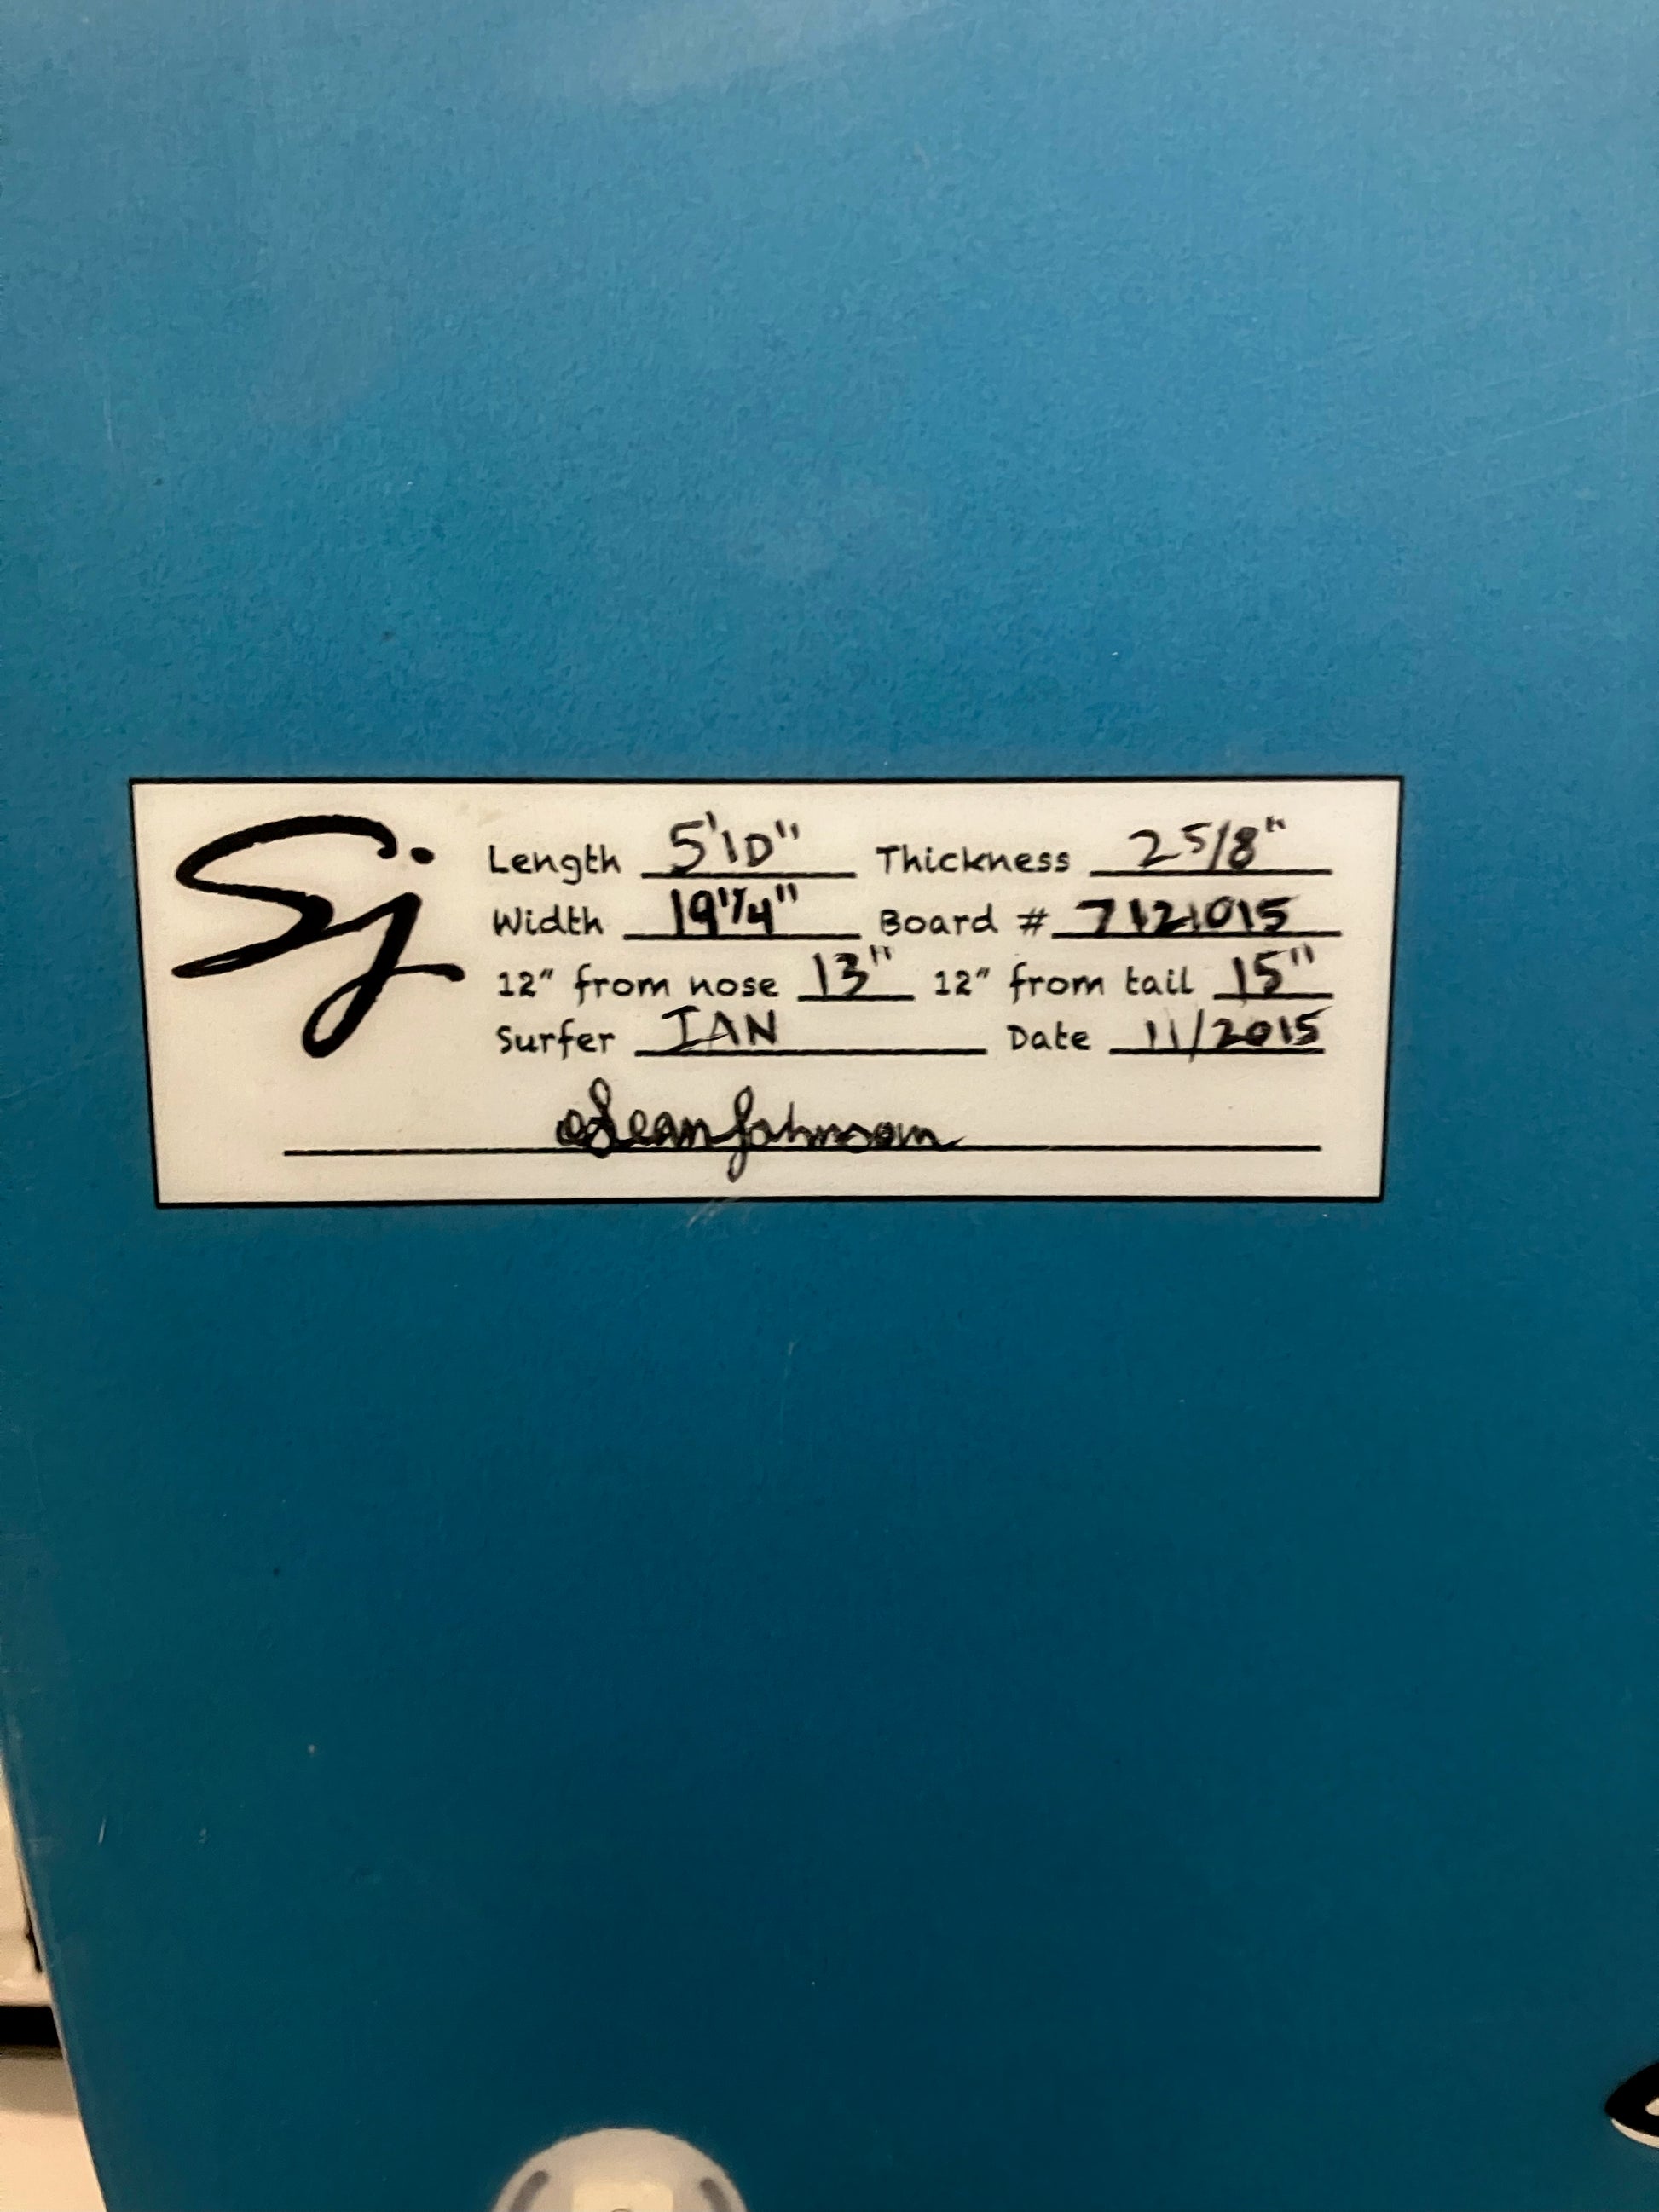 Sj
Length 5'10" Thickness 2 5/8"
Width 19 1/4" Board # 7121015
12" from nose 13" 12" from tail 15"
Surfer IAN Date 11/2015
Sean Johnson